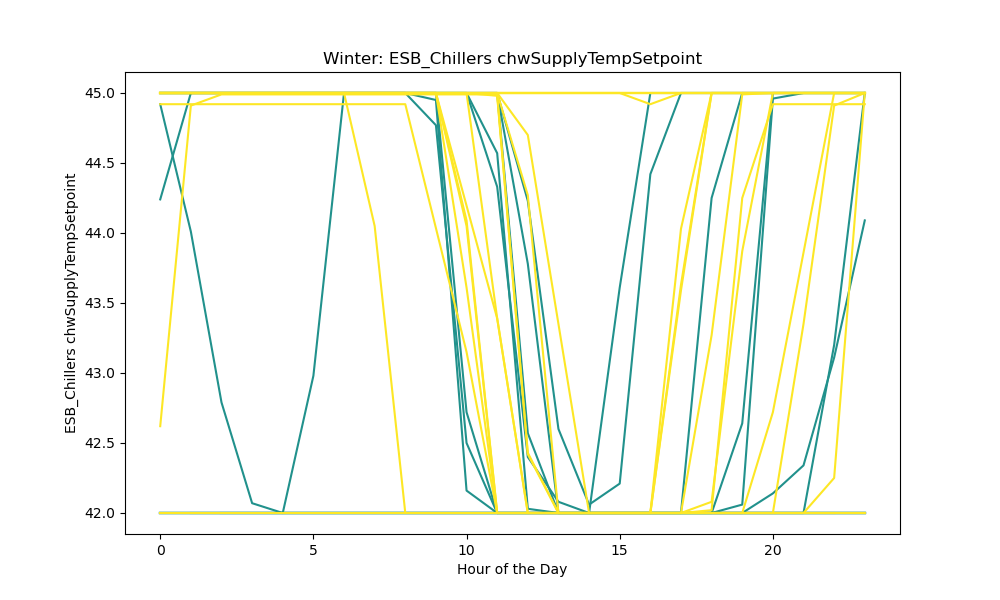 Winter: ESB_Chillers chwSupplyTempSetpoint
ESB_Chillers chwSupplyTempSetpoint
45.0
44.5
44.0
43.5
43.0
42.5
42.0
0 5 10 15 20
Hour of the Day